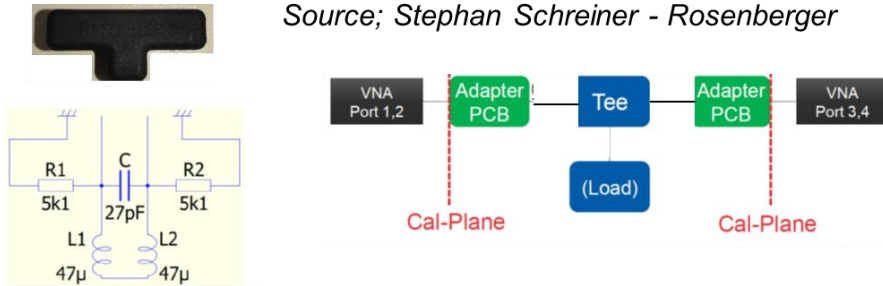 Source; Stephan Schreiner - Rosenberger
VNA
Port 1,2
Adapter
PCB
Tee
Adapter
PCB
VNA
Port 3,4
(Load)
Cal-Plane
Cal-Plane
R1
C
R2
5k1
27pF
5k1
L1
L2
47µ
47µ